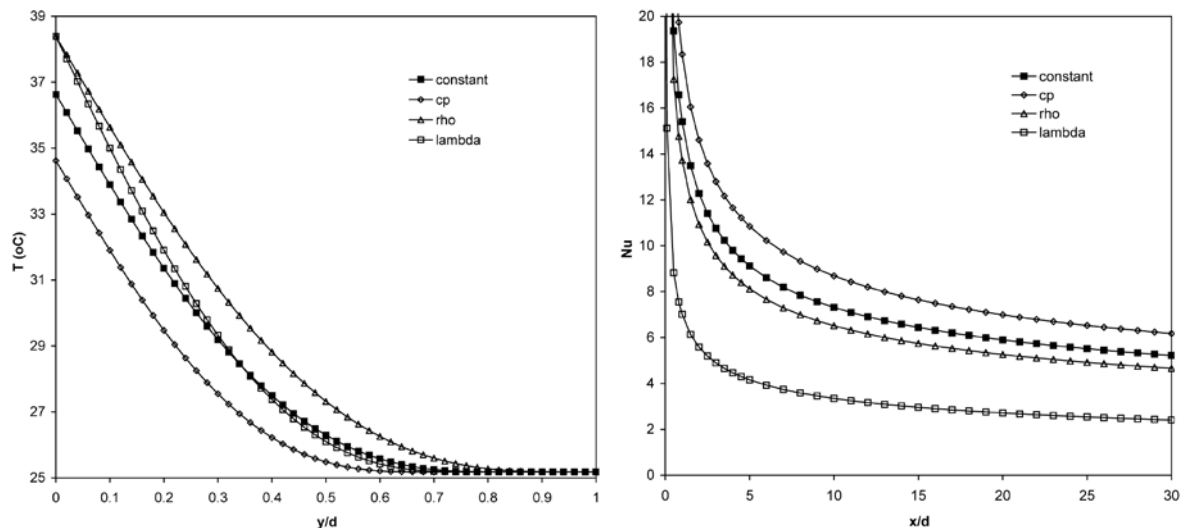 39
37
35
33
31
29
27
25
T (oC)
0 0.1 0.2 0.3 0.4 0.5 0.6 0.7 0.8 0.9 1
y/d
constant
cp
rho
lambda
20
18
16
14
12
10
8
6
4
2
0
Nu
0 5 10 15 20 25 30
x/d
constant
cp
rho
lambda